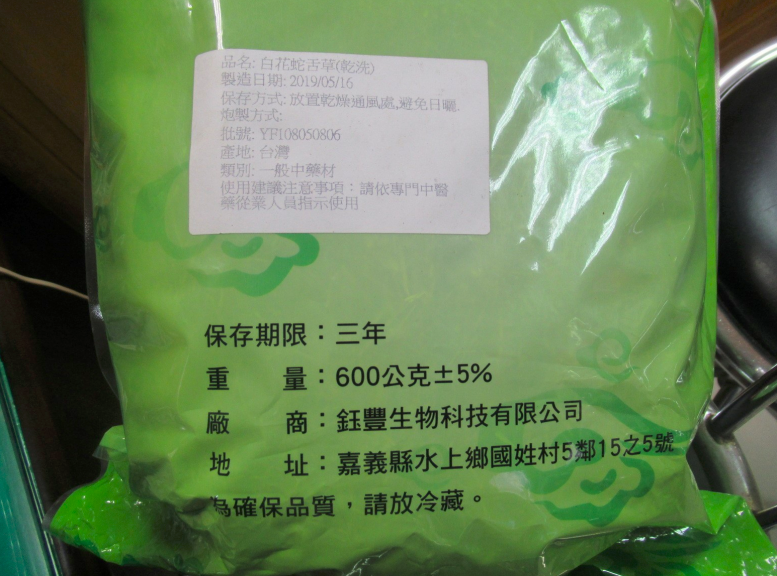 品名: 白花蛇舌草(乾洗)
製造日期: 2019/05/16
保存方式: 放置乾燥通風處,避免日曬.
炮製方式:
批號: YF108050806
產地: 台灣
類別: 一般中藥材
使用建議注意事項：請依專門中醫
藥從業人員指示使用
保存期限：三年
重　　量：600公克±5%
廠　　商：鈺豐生物科技有限公司
地　　址：嘉義縣水上鄉國姓村5鄰15之5號
為確保品質，請放冷藏。